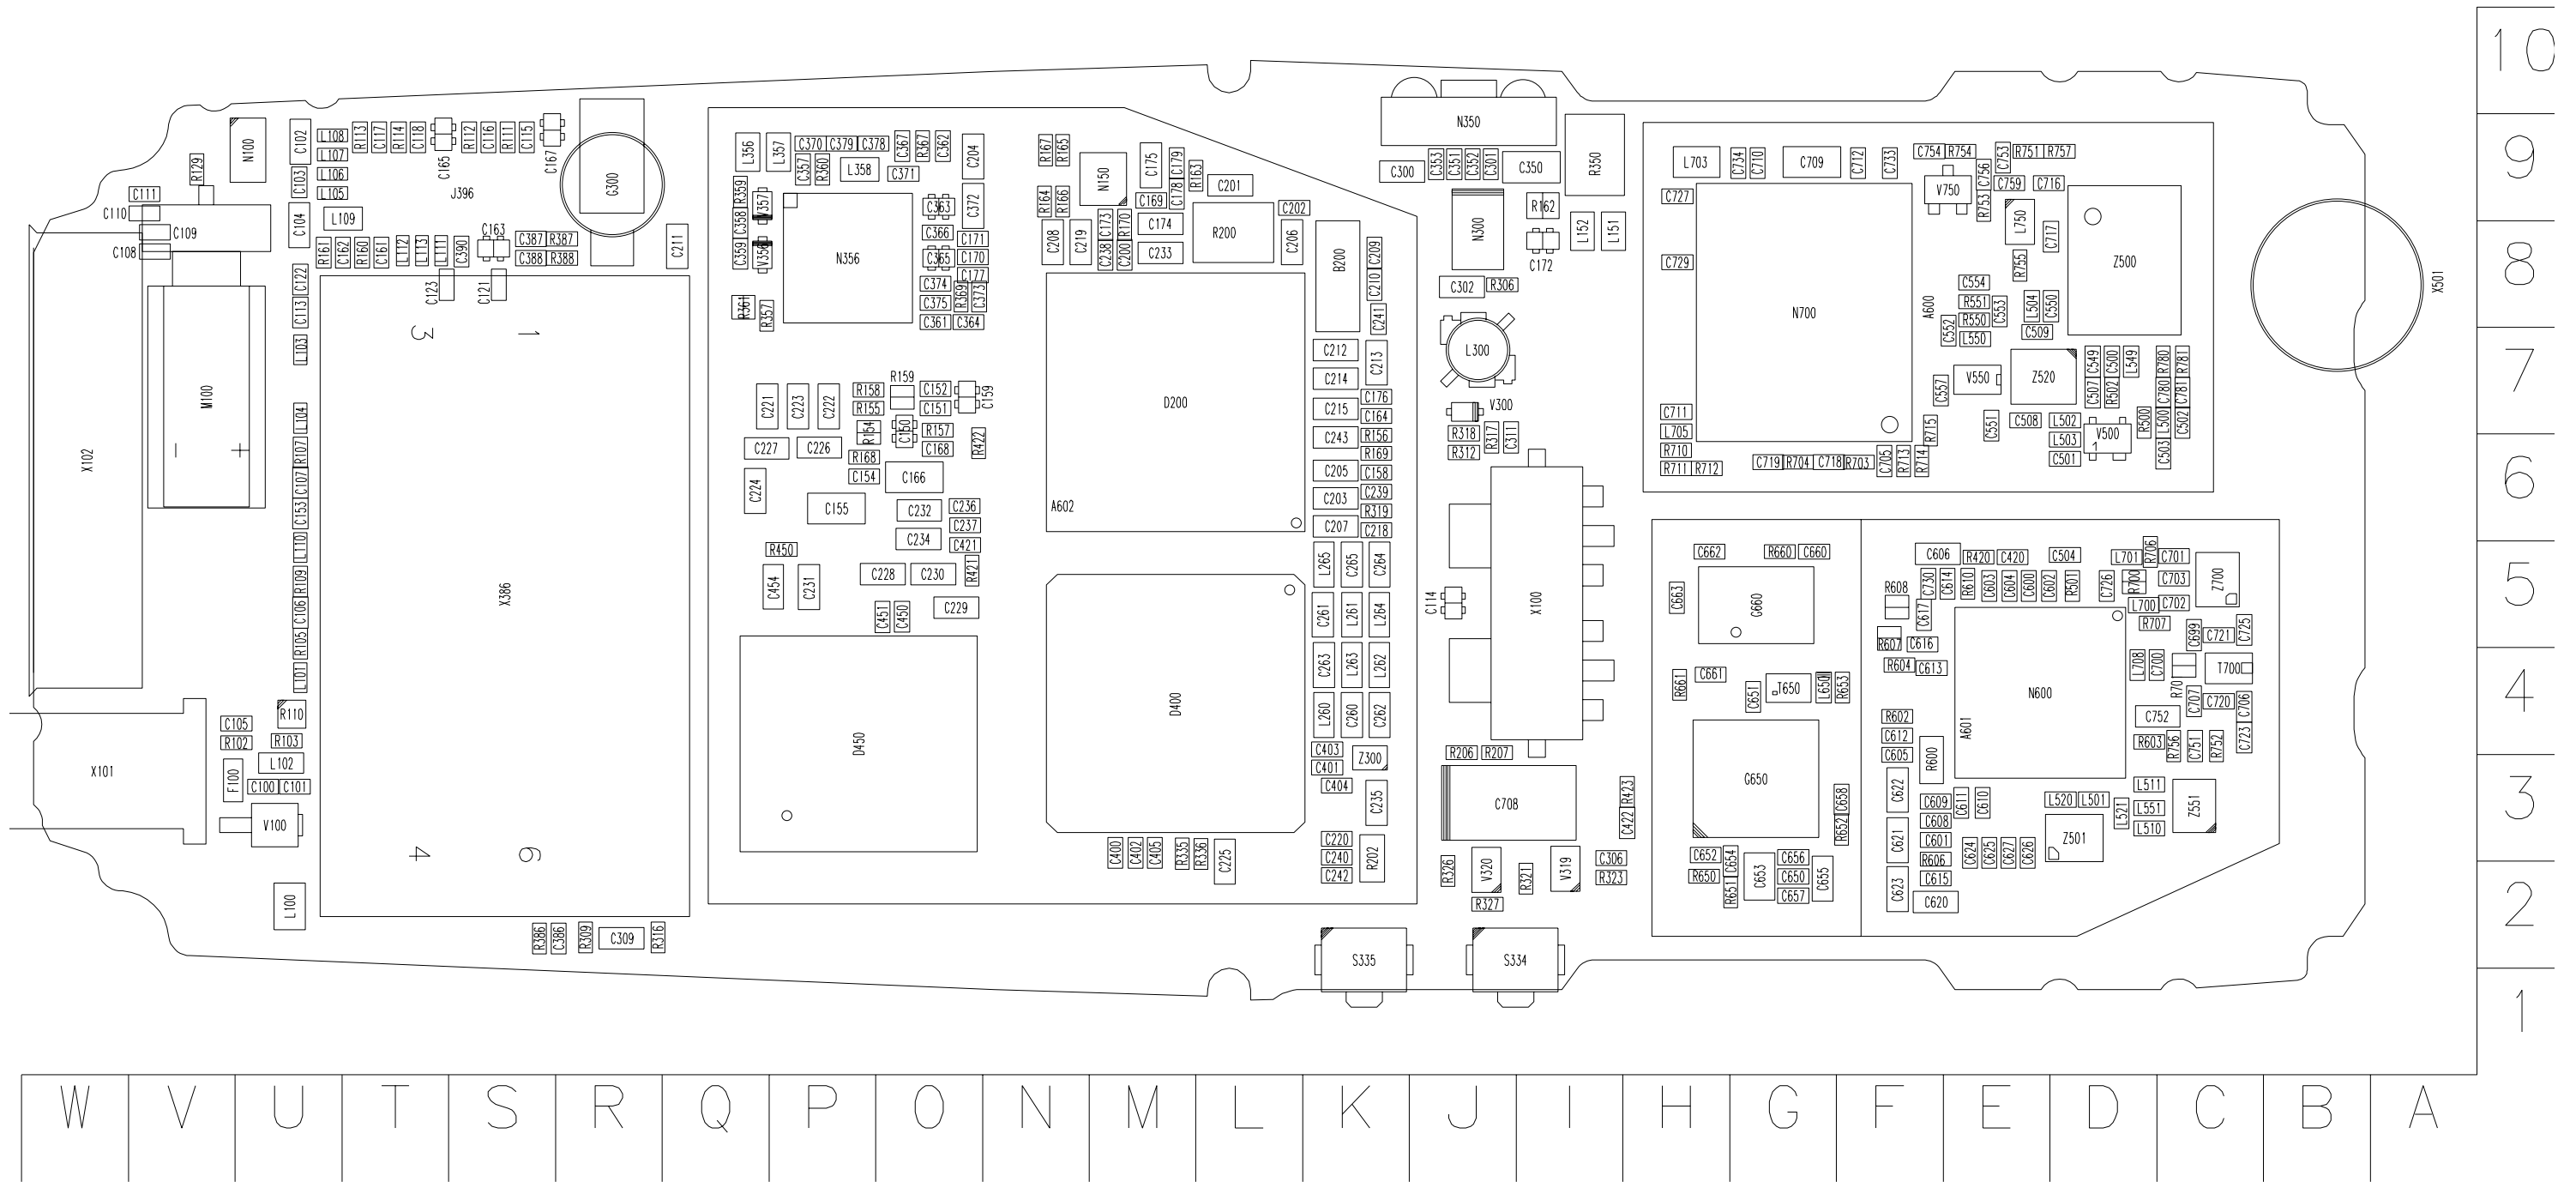 10
N350
N100 C102 L108 R113 C117 R114 C118 C165 R112 C116 R111 C115 C167
L107 L106 L105 C103 R129 J396 G300
L356 L357 C370 C379 C378 C367 R367 C362 C204
C357 R360 L358 C371
R167 R165 N150 C175 C179 R163 C178 C201
C300 C353 C351 C352 C301 C350 R350
L703 C734 C710 C709 C712 C733 C754 R754 C753 R751 R757
C756 C759 C716
9
C111 C110 C109 C108 C104 L109
R359 V357 C358 C363 C372
R164 R166 C169 C173 R170 C174 C202
R162 C727 V750 R753 L750 C717
R161 C162 R160 C161 L112 L113 L111 C390 C163 C387 R387 C388 R388 C211
C359 V356 N356 C366 C365 C171 C170 C177
C208 C219 C238 C200 C233 R200 C206 B200 C209
N300 C172 L152 L151 C729 R755 Z500
8
C122 C113 C123 C121
R361 R357 C374 C375 R369 C373 C361 C364
C210 C241 C302 R306
N700 A600 C554 R551 C553 R550 C552 L550 L504 C550 C509 X501
3 1
L103 M100 L104
C212 C213 C214 L300
V550 Z520 C549 C500 L549 R780 R781
7
C221 C223 C222 R158 R155 R159 C152 C151 C159
D200 C215 C176 C164 V300
C557 C507 R502 C780 C781
C711 L705 R715 C551 C508 L502 L503 V500 1 R500 L500 C502
X102 - + R107
C227 C226 R154 C150 R157 C168 R422
C243 R156 R169 R318 R312 R317 C311
R710 R711 R712 C719 R704 C718 R703 C705 R713 R714 C501 C503
6
C107 C153 L110
C224 R168 C154 C166 C155 C232 C236 C237 C234 C421
A602 C205 C158 C203 C239 R319 C207 C218
R450 R421
L265 C265 C264
C662 R660 C660 C606 R420 C420 C504 L701 R706 C701
X386 R109 C106 R105 L101
C454 C231 C228 C230 C229 C451 C450
C261 L261 L264
C114 X100
C663 G660 R608 C730 C614 R610 C603 C604 C600 C602 R601 C726 R700 C703 Z700
5
C617 L700 C702 R707 C699 C721 C725
R607 C616 R604 C613
C263 L263 L262
R661 C661 C651 T650 L650 R653
N600 A601 L708 C700 R70 T700
4
R110 C105 R102 R103 L102
D450 D400
L260 C260 C262
C403 C401 C404 Z300
R206 R207
R602 C612 C605 R600
C752 C707 C720 C706 R603 R756 C751 R752 C723
X101 F100 C100 C101 V100
C235 C708 R423 C422
G650 C658 R652
C622 C609 C611 C610 L520 L501 L521 L511 L551 L510 Z551
3
4 6
C400 C402 C405 R335 R336 C225
C220 C240 C242 R202
R326 V320 R321 V319 C306 R323 R327
C652 C654 R650 R651 C653 C656 C650 C657 C655
C621 C608 C601 R606 C624 C625 C627 C626 Z501
C623 C615 C620
2
L100
R386 C386 R309 C309 R316
S335 S334
1
W V U T S R Q P O N M L K J I H G F E D C B A